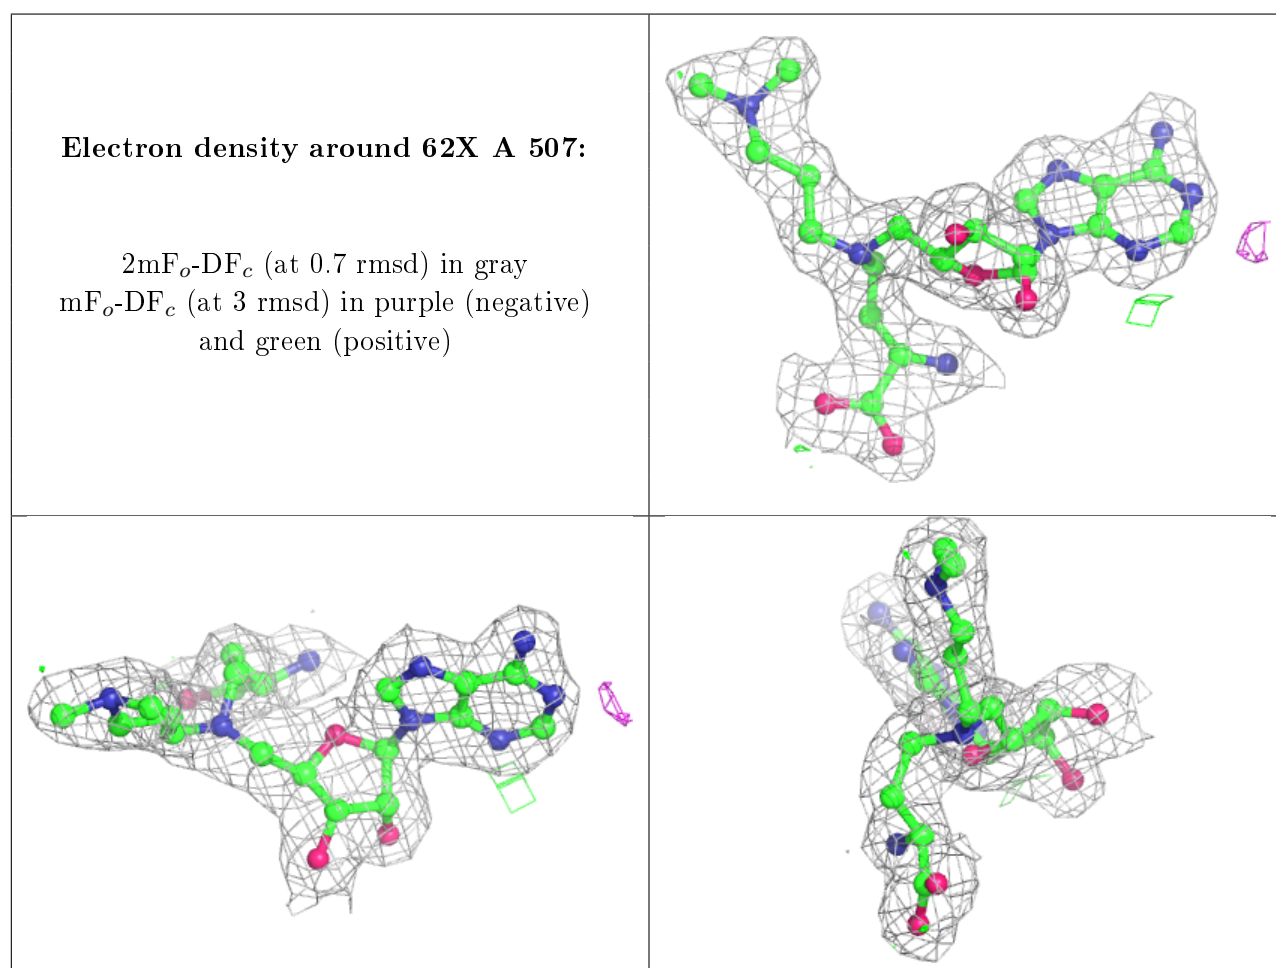 Electron density around 62X A 507:
2mFo-DFc (at 0.7 rmsd) in gray
mFo-DFc (at 3 rmsd) in purple (negative)
and green (positive)